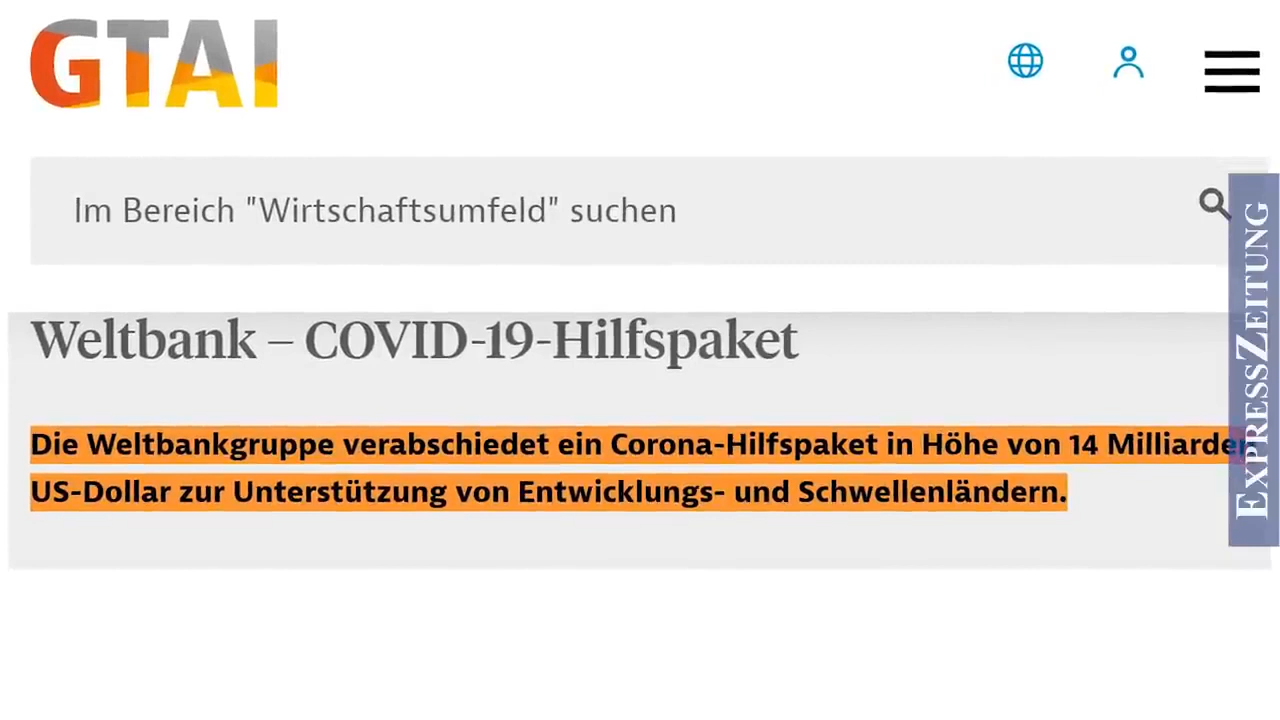 GTAI
Im Bereich "Wirtschaftsumfeld" suchen
Weltbank – COVID-19-Hilfspaket
Die Weltbankgruppe verabschiedet ein Corona-Hilfspaket in Höhe von 14 Milliarden
US-Dollar zur Unterstützung von Entwicklungs- und Schwellenländern.
EXPRESSZEITUNG